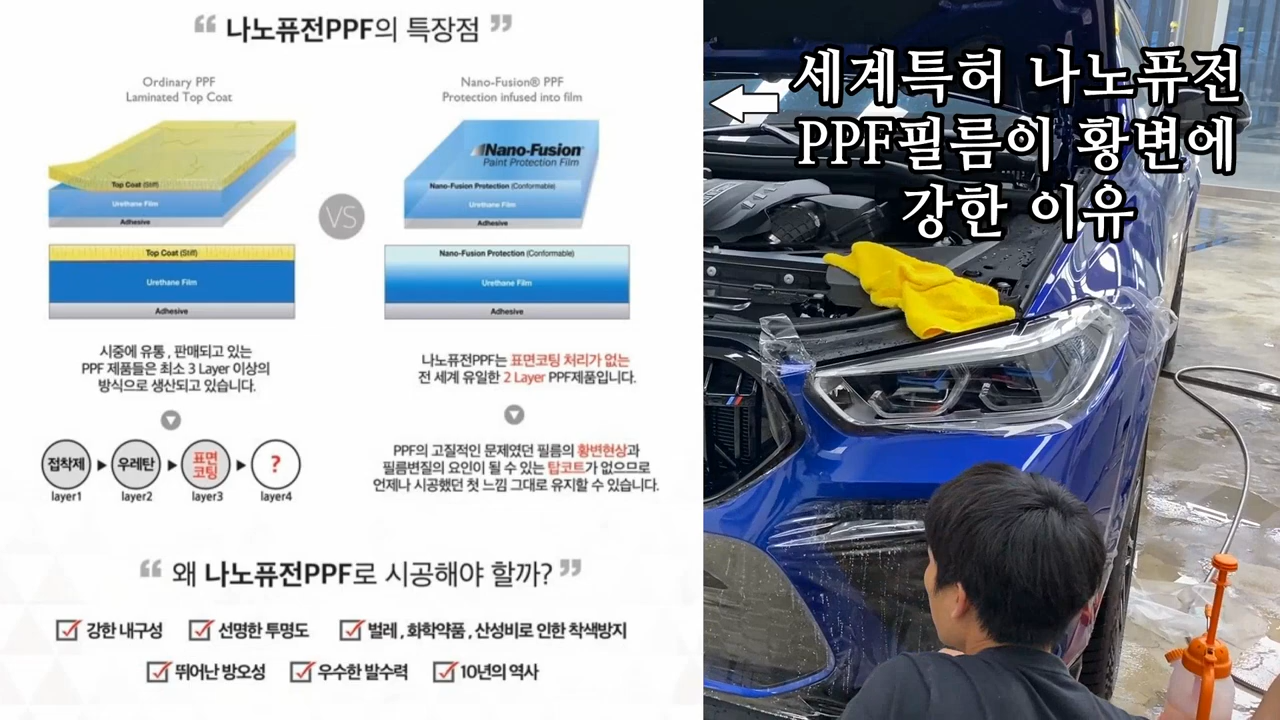 ❝ 나노퓨전PPF의 특장점 ❞
Ordinary PPF
Laminated Top Coat
Top Coat (Stiff)
Urethane Film
Adhesive
Top Coat (Stiff)
Urethane Film
Adhesive
VS
Nano-Fusion® PPF
Protection infused into film
Nano-Fusion
Paint Protection Film
Nano-Fusion Protection (Conformable)
Urethane Film
Adhesive
Nano-Fusion Protection (Conformable)
Urethane Film
Adhesive
시중에 유통 , 판매되고 있는
PPF 제품들은 최소 3 Layer 이상의
방식으로 생산되고 있습니다.
접착제
layer1
우레탄
layer2
표면
코팅
layer3
?
layer4
나노퓨전PPF는 표면코팅 처리가 없는
전 세계 유일한 2 Layer PPF제품입니다.
PPF의 고질적인 문제였던 필름의 황변현상과
필름변질의 요인이 될 수 있는 탑코트가 없으므로
언제나 시공했던 첫 느낌 그대로 유지할 수 있습니다.
❝ 왜 나노퓨전PPF로 시공해야 할까? ❞
강한 내구성
선명한 투명도
벌레 , 화학약품 , 산성비로 인한 착색방지
뛰어난 방오성
우수한 발수력
10년의 역사
세계특허 나노퓨전
PPF필름이 황변에
강한 이유